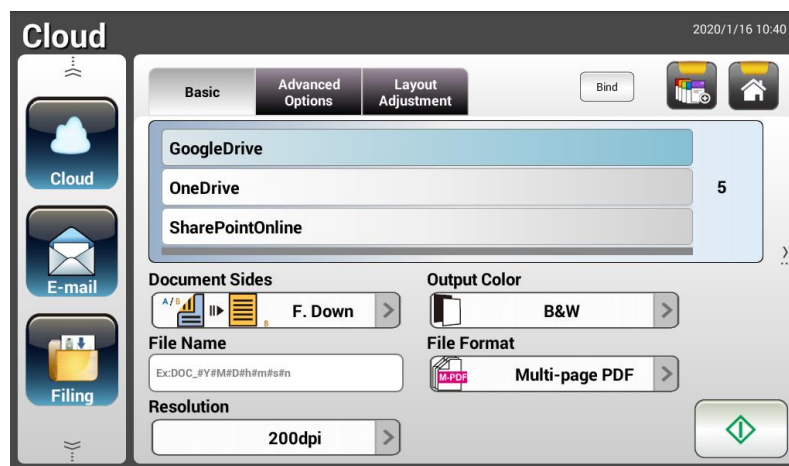 Cloud
2020/1/16 10:40
Basic
Advanced
Options
Layout
Adjustment
Bind
Cloud
GoogleDrive
OneDrive
5
SharePointOnline
E-mail
Document Sides
Output Color
A/B
B
F. Down
B&W
File Name
File Format
Ex:DOC_#Y#M#D#h#m#s#n
M-PDF
Multi-page PDF
Filing
Resolution
200dpi